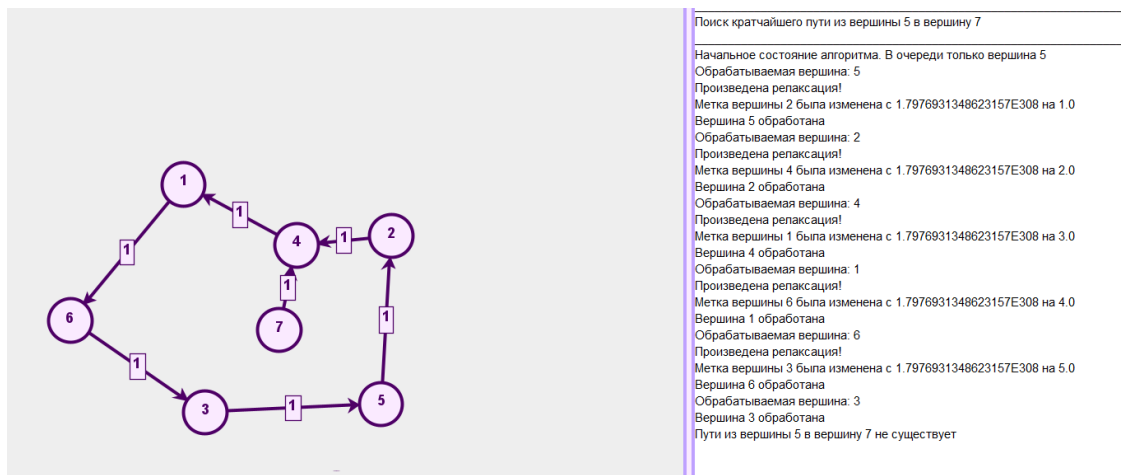 Поиск кратчайшего пути из вершины 5 в вершину 7
Начальное состояние алгоритма. В очереди только вершина 5
Обрабатываемая вершина: 5
Произведена релаксация!
Метка вершины 2 была изменена с 1.7976931348623157E308 на 1.0
Вершина 5 обработана
Обрабатываемая вершина: 2
Произведена релаксация!
Метка вершины 4 была изменена с 1.7976931348623157E308 на 2.0
Вершина 2 обработана
Обрабатываемая вершина: 4
Произведена релаксация!
Метка вершины 1 была изменена с 1.7976931348623157E308 на 3.0
Вершина 4 обработана
Обрабатываемая вершина: 1
Произведена релаксация!
Метка вершины 6 была изменена с 1.7976931348623157E308 на 4.0
Вершина 1 обработана
Обрабатываемая вершина: 6
Произведена релаксация!
Метка вершины 3 была изменена с 1.7976931348623157E308 на 5.0
Вершина 6 обработана
Обрабатываемая вершина: 3
Вершина 3 обработана
Пути из вершины 5 в вершину 7 не существует
1
1
4
1
2
1
1
6
7
1
1
3
1
5